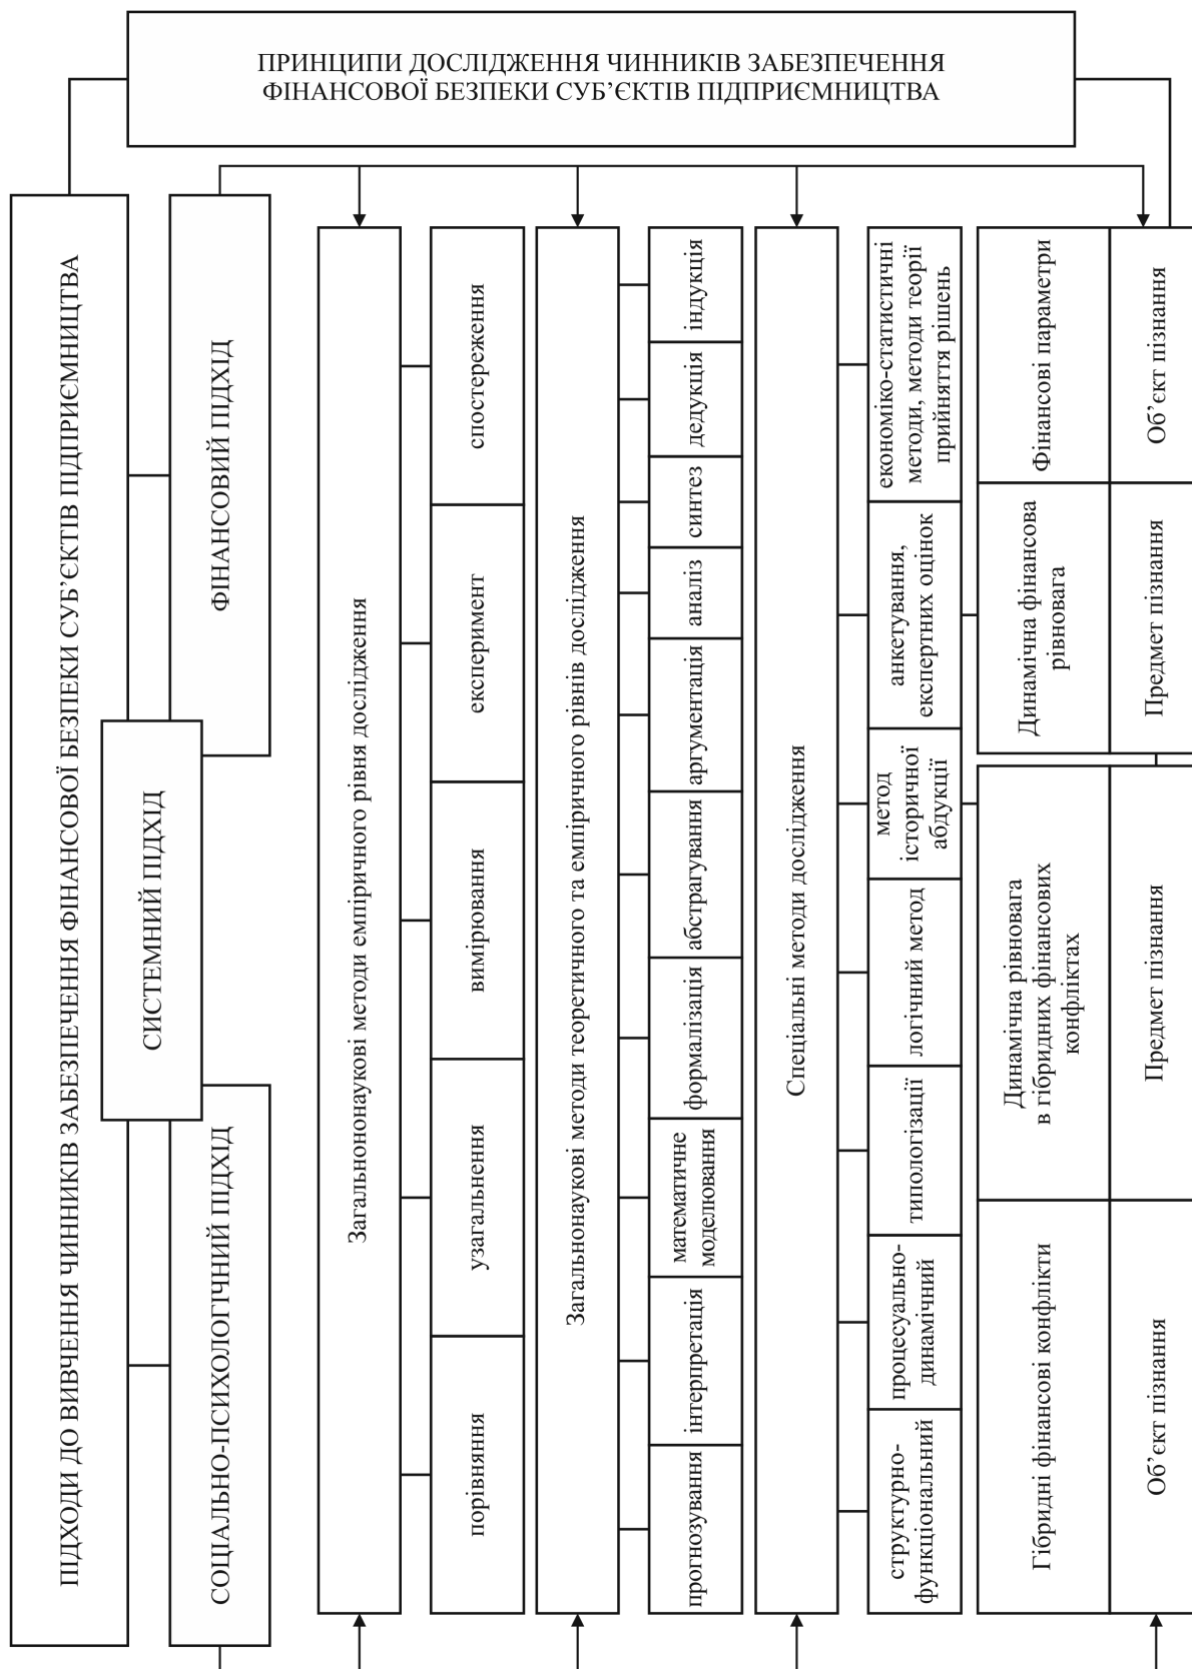 ПРИНЦИПИ ДОСЛІДЖЕННЯ ЧИННИКІВ ЗАБЕЗПЕЧЕННЯ
ФІНАНСОВОЇ БЕЗПЕКИ СУБ’ЄКТІВ ПІДПРИЄМНИЦТВА
ПІДХОДИ ДО ВИВЧЕННЯ ЧИННИКІВ ЗАБЕЗПЕЧЕННЯ ФІНАНСОВОЇ БЕЗПЕКИ СУБ’ЄКТІВ ПІДПРИЄМНИЦТВА
СИСТЕМНИЙ ПІДХІД
СОЦІАЛЬНО-ПСИХОЛОГІЧНИЙ ПІДХІД
ФІНАНСОВИЙ ПІДХІД
Загальнононаукові методи емпіричного рівня дослідження
порівняння
узагальнення
вимірювання
експеримент
спостереження
Загальнонаукові методи теоретичного та емпіричного рівнів дослідження
прогнозування
інтерпретація
математичне
моделювання
формалізація
абстрагування
аргументація
аналіз
синтез
дедукція
індукція
Спеціальні методи дослідження
структурно-
функціональний
процесуально-
динамічний
типологізації
логічний метод
метод
історичної
абдукції
анкетування,
експертних оцінок
економіко-статистичні
методи, методи теорії
прийняття рішень
Гібридні фінансові конфлікти
Динамічна рівновага
в гібридних фінансових
конфліктах
Динамічна фінансова
рівновага
Фінансові параметри
Об’єкт пізнання
Предмет пізнання
Предмет пізнання
Об’єкт пізнання